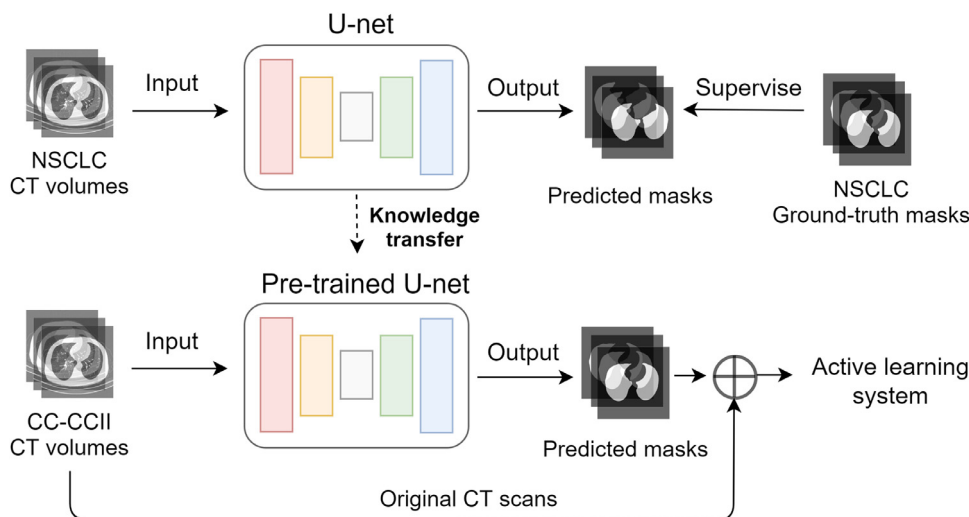 U-net
Input
Output
Supervise
NSCLC
CT volumes
Predicted masks
NSCLC
Ground-truth masks
Knowledge
transfer
Pre-trained U-net
Input
Output
Active learning
system
CC-CCII
CT volumes
Predicted masks
Original CT scans